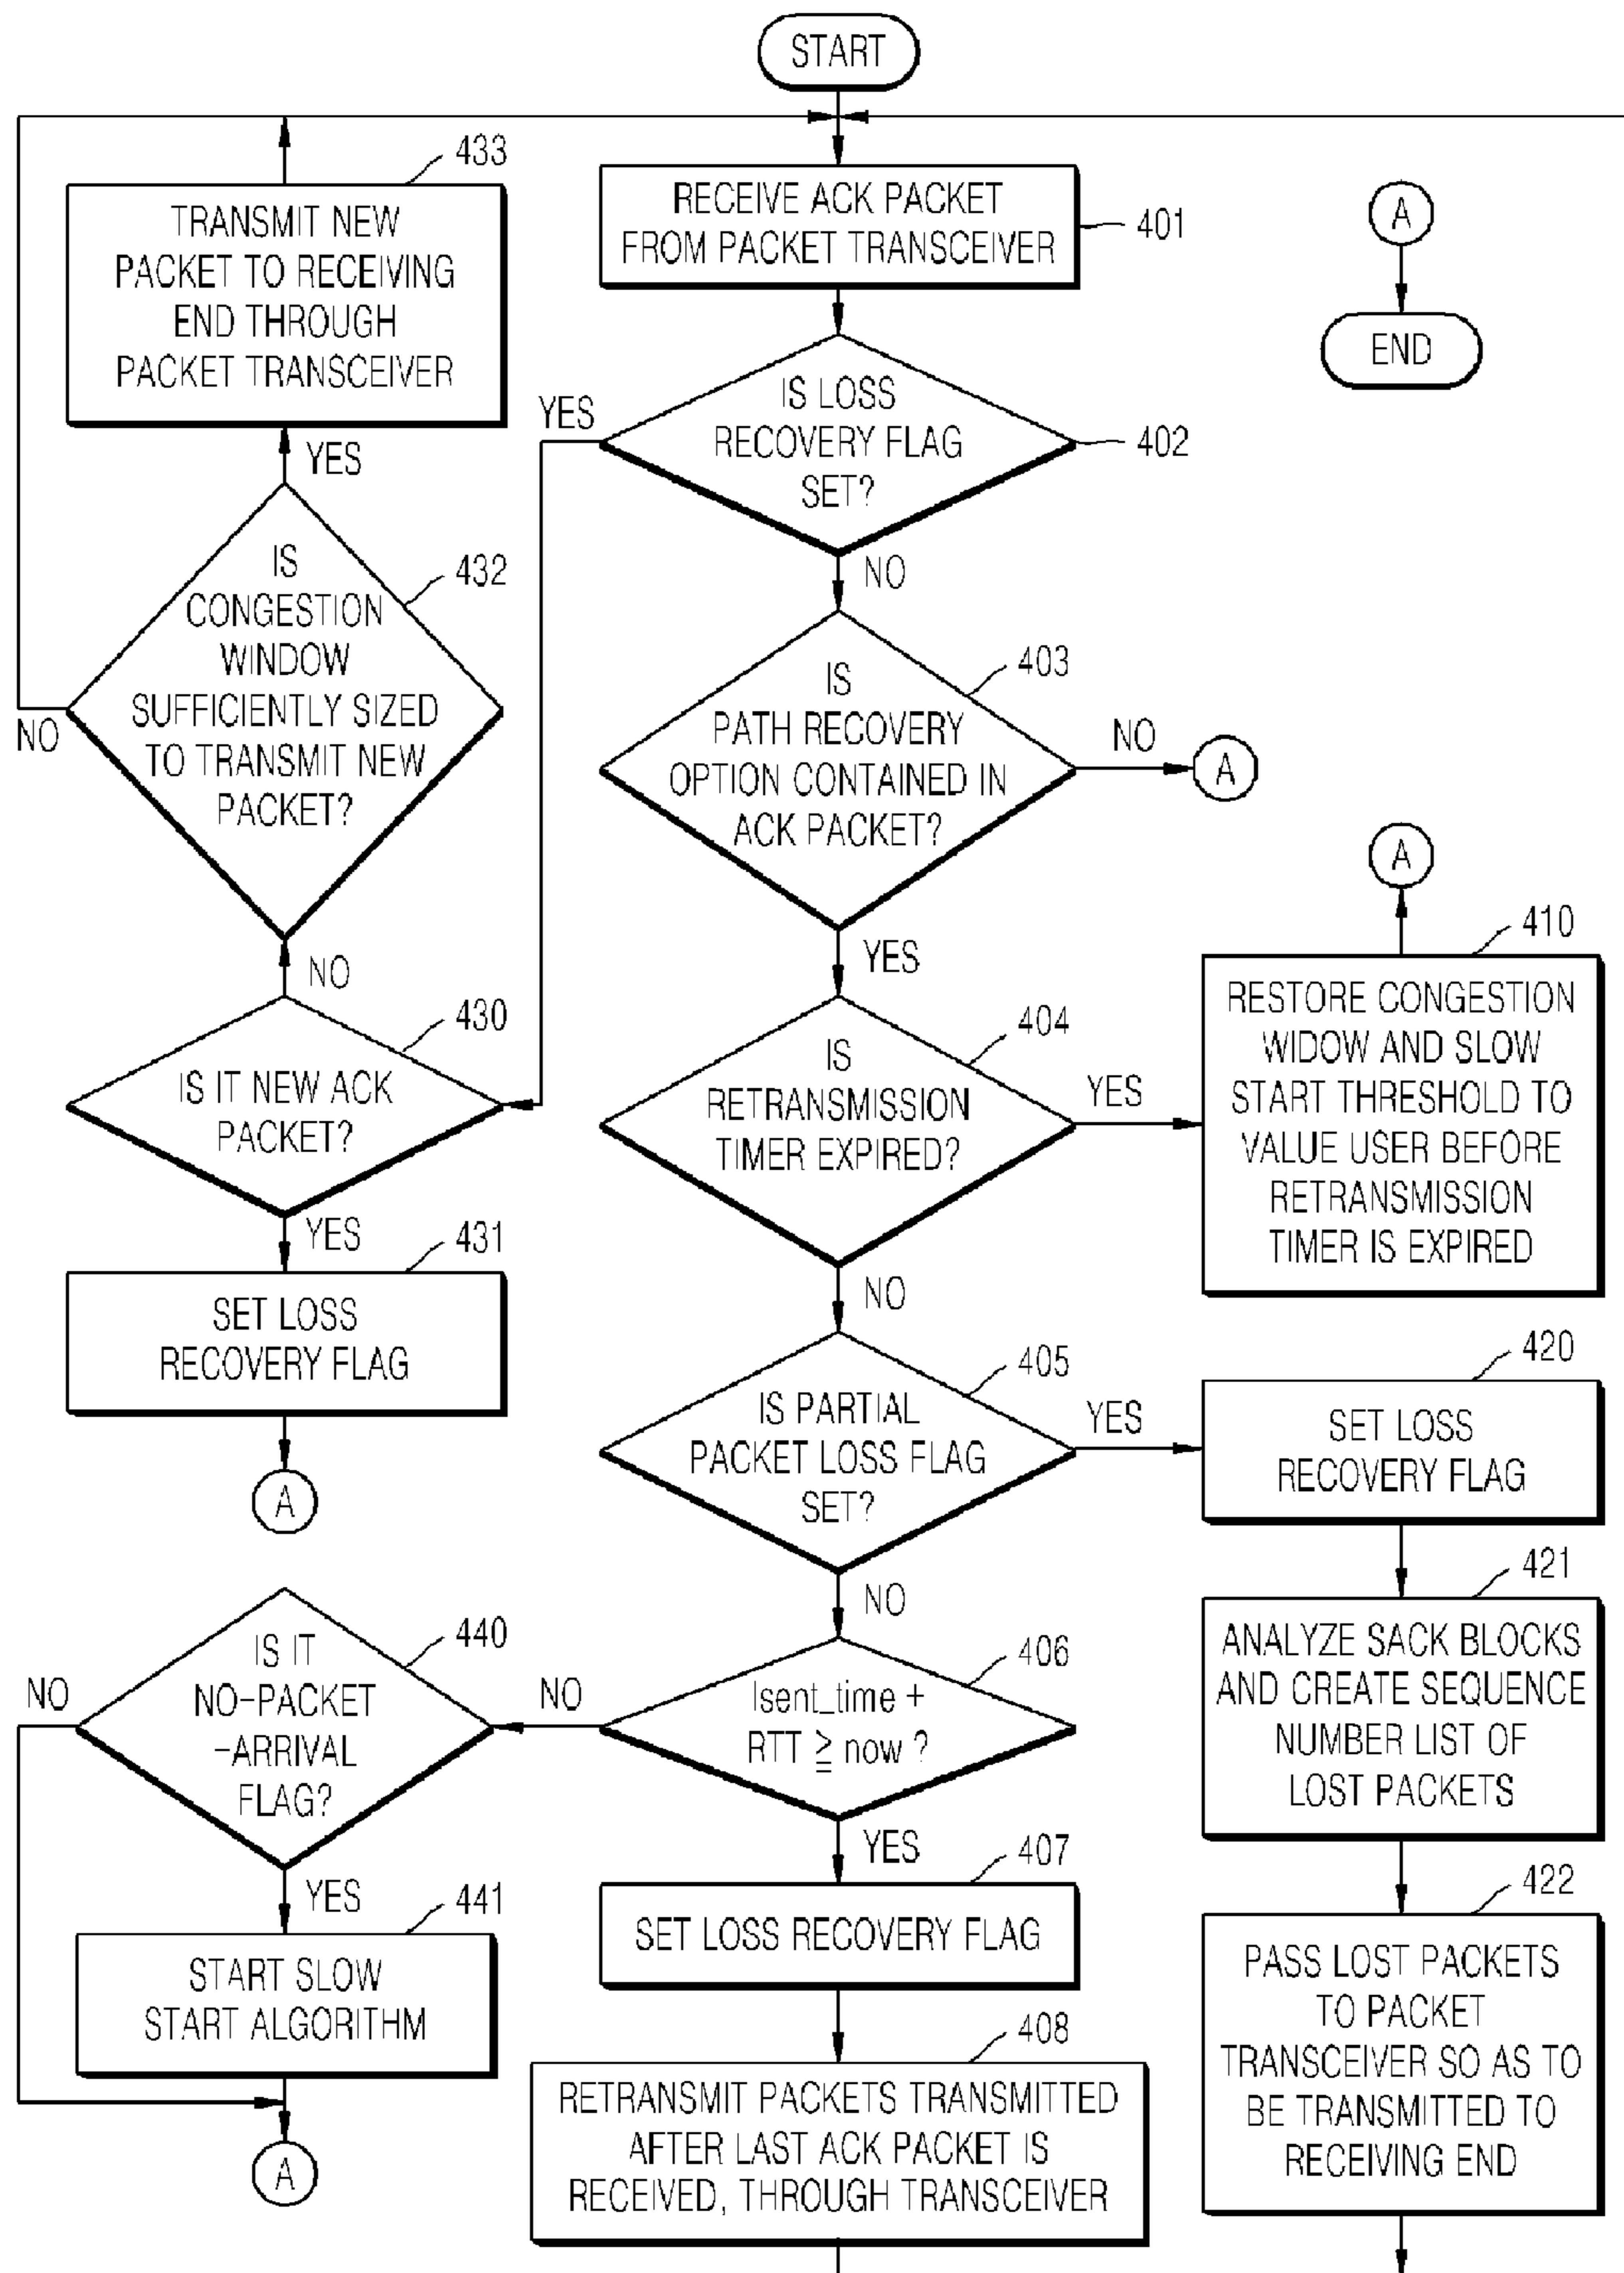 START
433
TRANSMIT NEW
PACKET TO RECEIVING
END THROUGH
PACKET TRANSCEIVER
RECEIVE ACK PACKET
FROM PACKET TRANSCEIVER
401
A
END
YES
IS LOSS
RECOVERY FLAG
SET?
402
YES
NO
IS
CONGESTION
WINDOW
SUFFICIENTLY SIZED
TO TRANSMIT NEW
PACKET?
432
NO
IS
PATH RECOVERY
OPTION CONTAINED IN
ACK PACKET?
403
NO
A
YES
A
410
RESTORE CONGESTION
WIDOW AND SLOW
START THRESHOLD TO
VALUE USER BEFORE
RETRANSMISSION
TIMER IS EXPIRED
NO
430
IS IT NEW ACK
PACKET?
404
IS
RETRANSMISSION
TIMER EXPIRED?
YES
NO
YES
431
SET LOSS
RECOVERY FLAG
A
405
IS PARTIAL
PACKET LOSS FLAG
SET?
YES
420
SET LOSS
RECOVERY FLAG
NO
421
ANALYZE SACK BLOCKS
AND CREATE SEQUENCE
NUMBER LIST OF
LOST PACKETS
440
IS IT
NO-PACKET
-ARRIVAL
FLAG?
NO
NO
406
lsent_time +
RTT ≧ now ?
YES
407
SET LOSS RECOVERY FLAG
422
PASS LOST PACKETS
TO PACKET
TRANSCEIVER SO AS TO
BE TRANSMITTED TO
RECEIVING END
YES
441
START SLOW
START ALGORITHM
A
408
RETRANSMIT PACKETS TRANSMITTED
AFTER LAST ACK PACKET IS
RECEIVED, THROUGH TRANSCEIVER